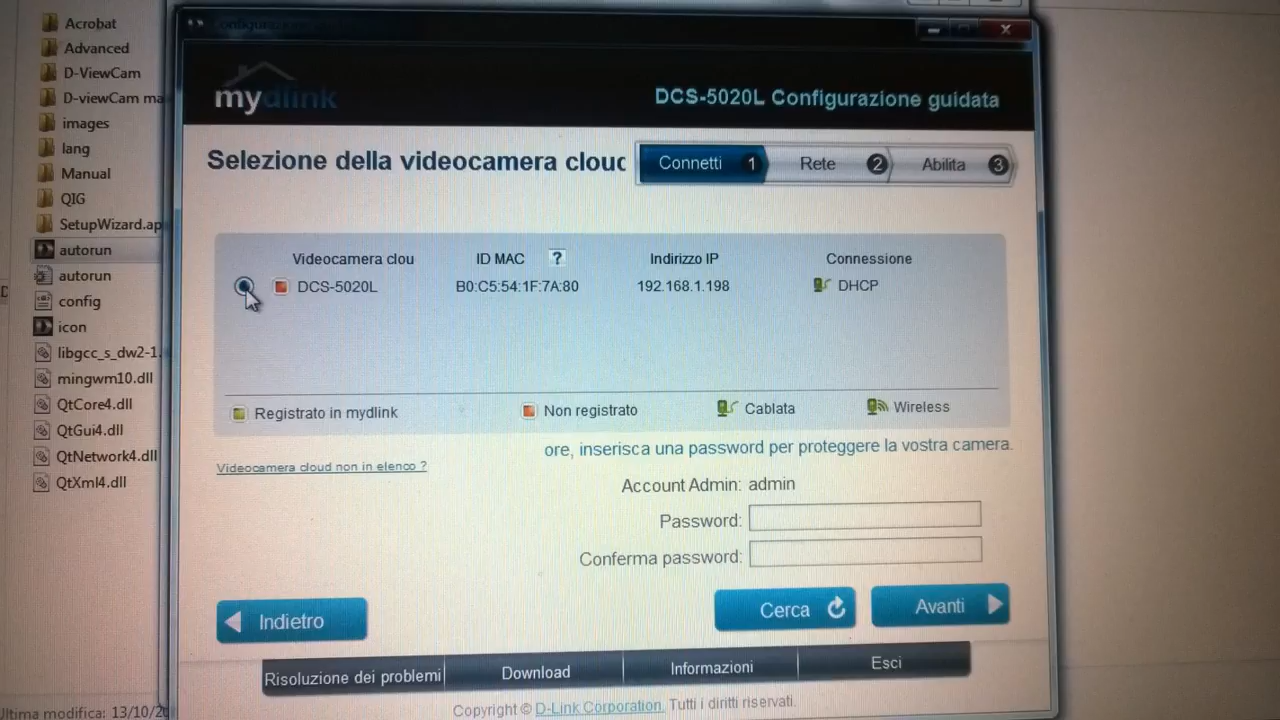 Acrobat
Advanced
D-ViewCam
D-viewCam ma
images
lang
Manual
QIG
SetupWizard.ap
autorun
autorun
config
icon
libgcc_s_dw2-1.
mingwm10.dll
QtCore4.dll
QtGui4.dll
QtNetwork4.dll
QtXml4.dll
Ultima modifica: 13/10/20
mydlink
DCS-5020L Configurazione guidata
Selezione della videocamera clouc
Connetti 1 Rete 2 Abilita 3
Videocamera clou ID MAC ? Indirizzo IP Connessione
DCS-5020L B0:C5:54:1F:7A:80 192.168.1.198 DHCP
Registrato in mydlink Non registrato Cablata Wireless
ore, inserisca una password per proteggere la vostra camera.
Videocamera cloud non in elenco ?
Account Admin: admin
Password:
Conferma password:
Indietro Cerca Avanti
Risoluzione dei problemi Download Informazioni Esci
Copyright © D-Link Corporation. Tutti i diritti riservati.